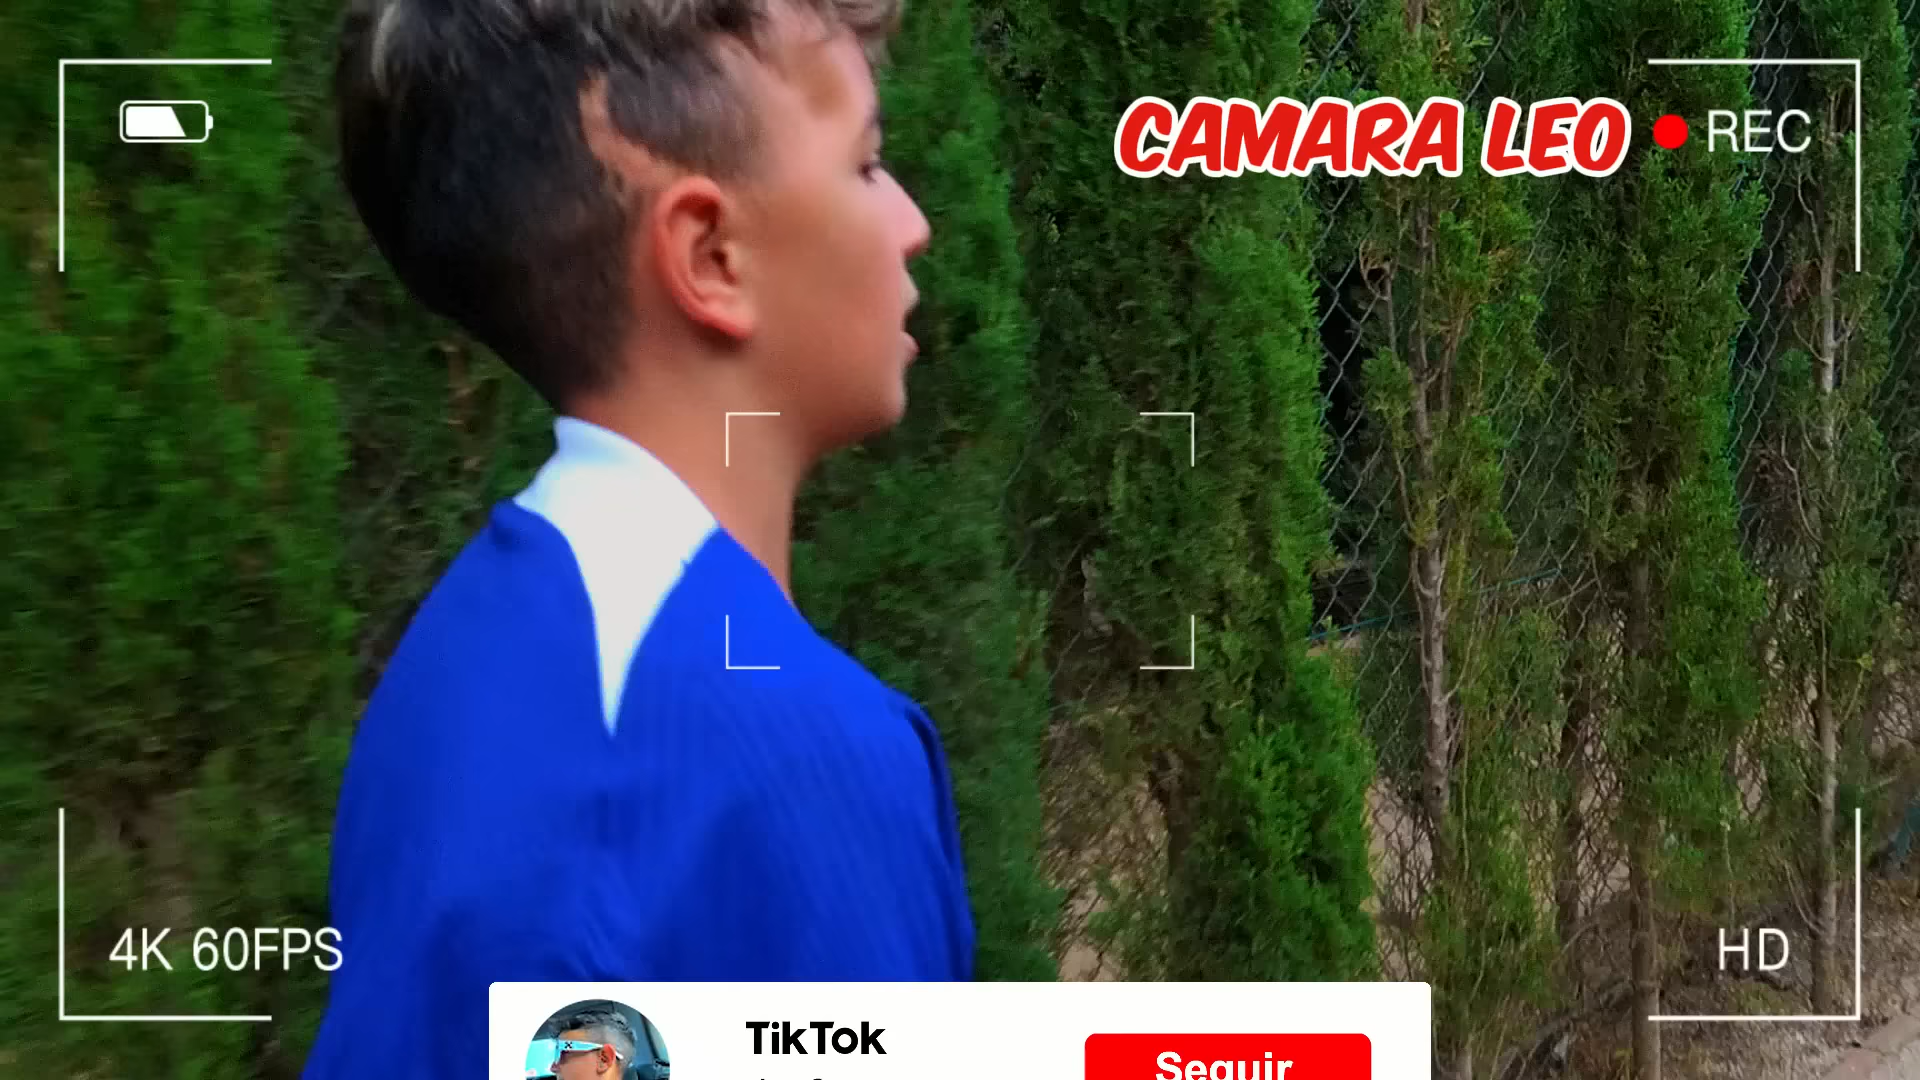 CAMARA LEO
REC
4K 60FPS
HD
TikTok
Seguir